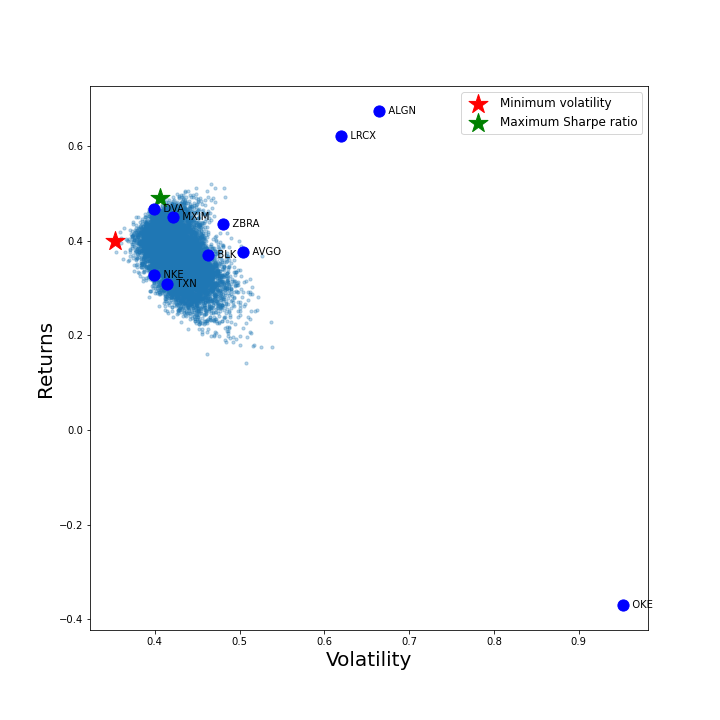 Minimum volatility
Maximum Sharpe ratio
ALGN
LRCX
0.6
DVA
MXIM
ZBRA
0.4
BLK
AVGO
NKE
TXN
0.2
Returns
0.0
−0.2
−0.4
OKE
0.4
0.5
0.6
0.7
0.8
0.9
Volatility